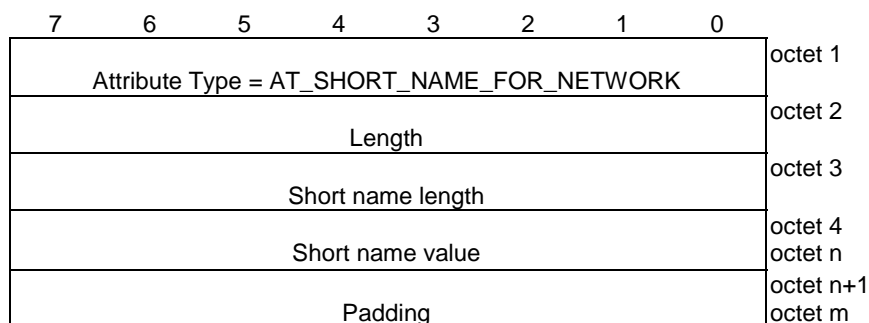 7 6 5 4 3 2 1 0
octet 1
Attribute Type = AT_SHORT_NAME_FOR_NETWORK
octet 2
Length
octet 3
Short name length
octet 4
Short name value octet n
octet n+1
Padding octet m